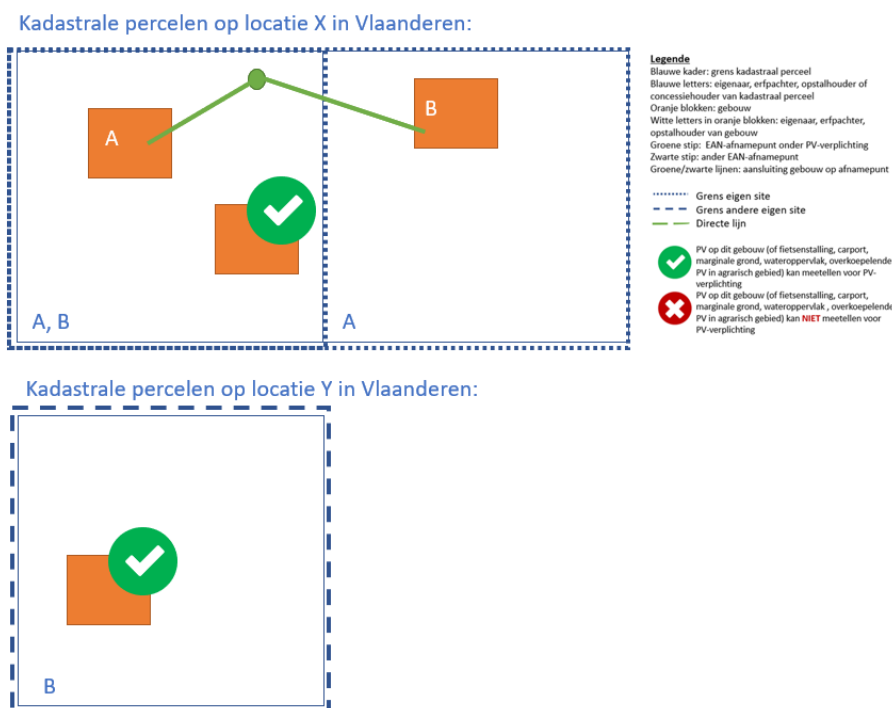 Kadastrale percelen op locatie X in Vlaanderen:
A
B
A, B
A
Legende
Blauwe kader: grens kadastraal perceel
Blauwe letters: eigenaar, erfpachter, opstalhouder of
concessiehouder van kadastraal perceel
Oranje blokken: gebouw
Witte letters in oranje blokken: eigenaar, erfpachter,
opstalhouder van gebouw
Groene stip: EAN-afnamepunt onder PV-verplichting
Zwarte stip: ander EAN-afnamepunt
Groene/zwarte lijnen: aansluiting gebouw op afnamepunt
Grens eigen site
Grens andere eigen site
Directe lijn
PV op dit gebouw (of fietsenstalling, carport,
marginale grond, wateroppervlak, overkoepelende
PV in agrarisch gebied) kan meetellen voor PV-
verplichting
PV op dit gebouw (of fietsenstalling, carport,
marginale grond, wateroppervlak , overkoepelende
PV in agrarisch gebied) kan NIET meetellen voor
PV-verplichting
Kadastrale percelen op locatie Y in Vlaanderen:
B